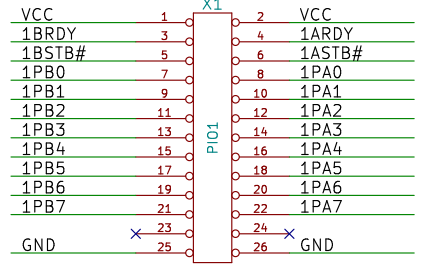 X1
VCC 1 2 VCC
1BRDY 3 4 1ARDY
1BSTB# 5 6 1ASTB#
1PB0 7 8 1PA0
1PB1 9 10 1PA1
1PB2 11 12 1PA2
1PB3 13 14 1PA3
1PB4 15 16 1PA4
1PB5 17 18 1PA5
1PB6 19 20 1PA6
1PB7 21 22 1PA7
23 24
GND 25 26 GND
PIO1